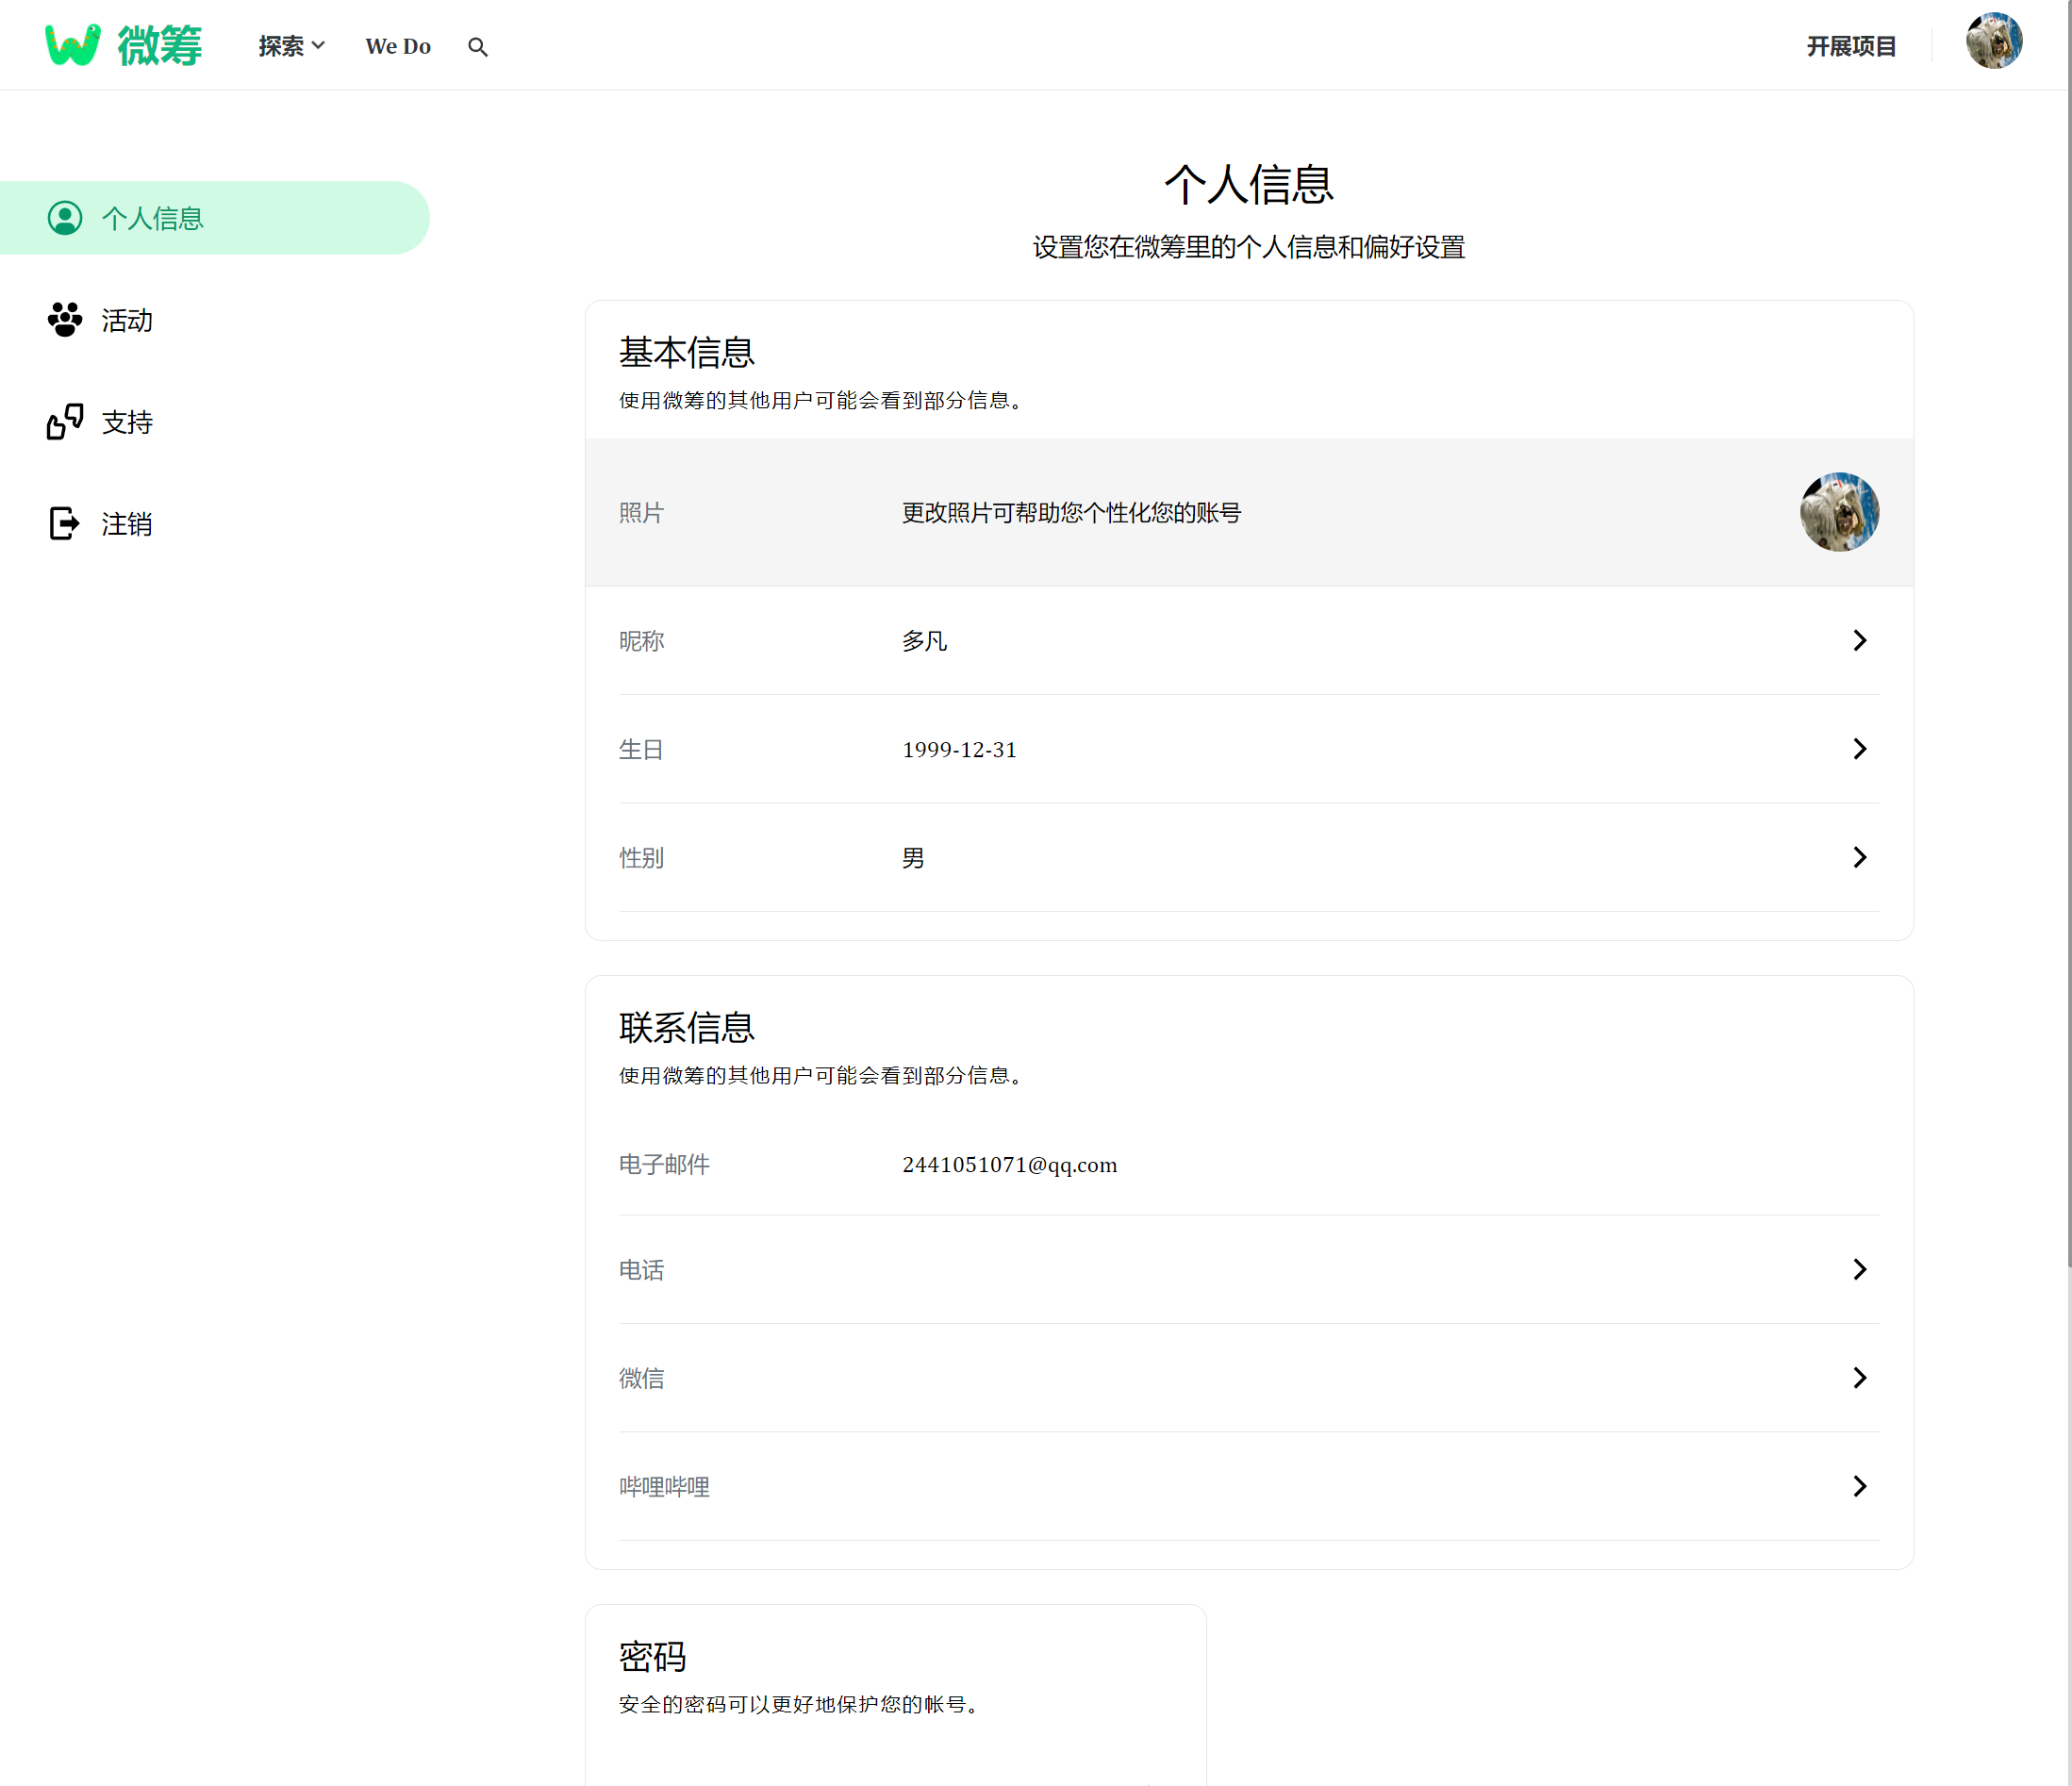 微筹
探索
We Do
开展项目
个人信息
活动
支持
注销
个人信息
设置您在微筹里的个人信息和偏好设置
基本信息
使用微筹的其他用户可能会看到部分信息。
照片 更改照片可帮助您个性化您的账号
昵称 多凡
生日 1999-12-31
性别 男
联系信息
使用微筹的其他用户可能会看到部分信息。
电子邮件 2441051071@qq.com
电话
微信
哔哩哔哩
密码
安全的密码可以更好地保护您的帐号。